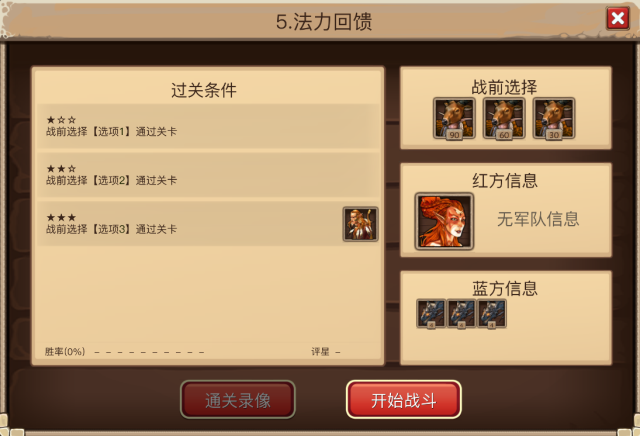 5.法力回馈
过关条件
★☆☆
战前选择【选项1】通过关卡
★★☆
战前选择【选项2】通过关卡
★★★
战前选择【选项3】通过关卡
胜率(0%) - - - - - - - - - -
评星 -
战前选择
90 60 30
红方信息
无军队信息
蓝方信息
通关录像
开始战斗